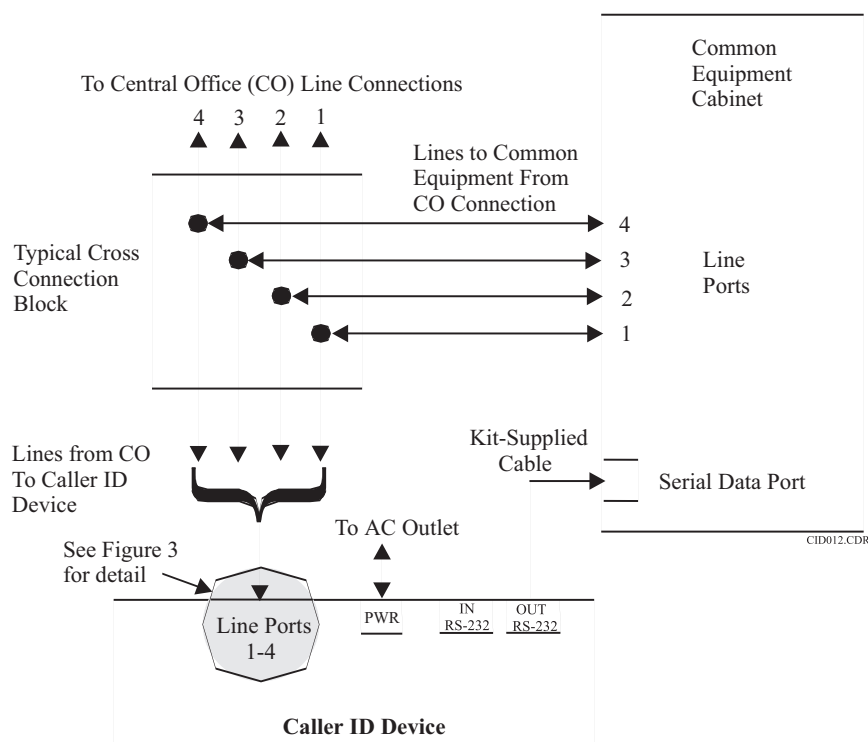 Common
Equipment
Cabinet
To Central Office (CO) Line Connections
4 3 2 1
Lines to Common
Equipment From
CO Connection
Typical Cross
Connection
Block
4
3
2
1
Line
Ports
Lines from CO
To Caller ID
Device
Kit-Supplied
Cable
Serial Data Port
CID012.CDR
To AC Outlet
See Figure 3
for detail
Line Ports
1-4
PWR
IN
RS-232
OUT
RS-232
Caller ID Device